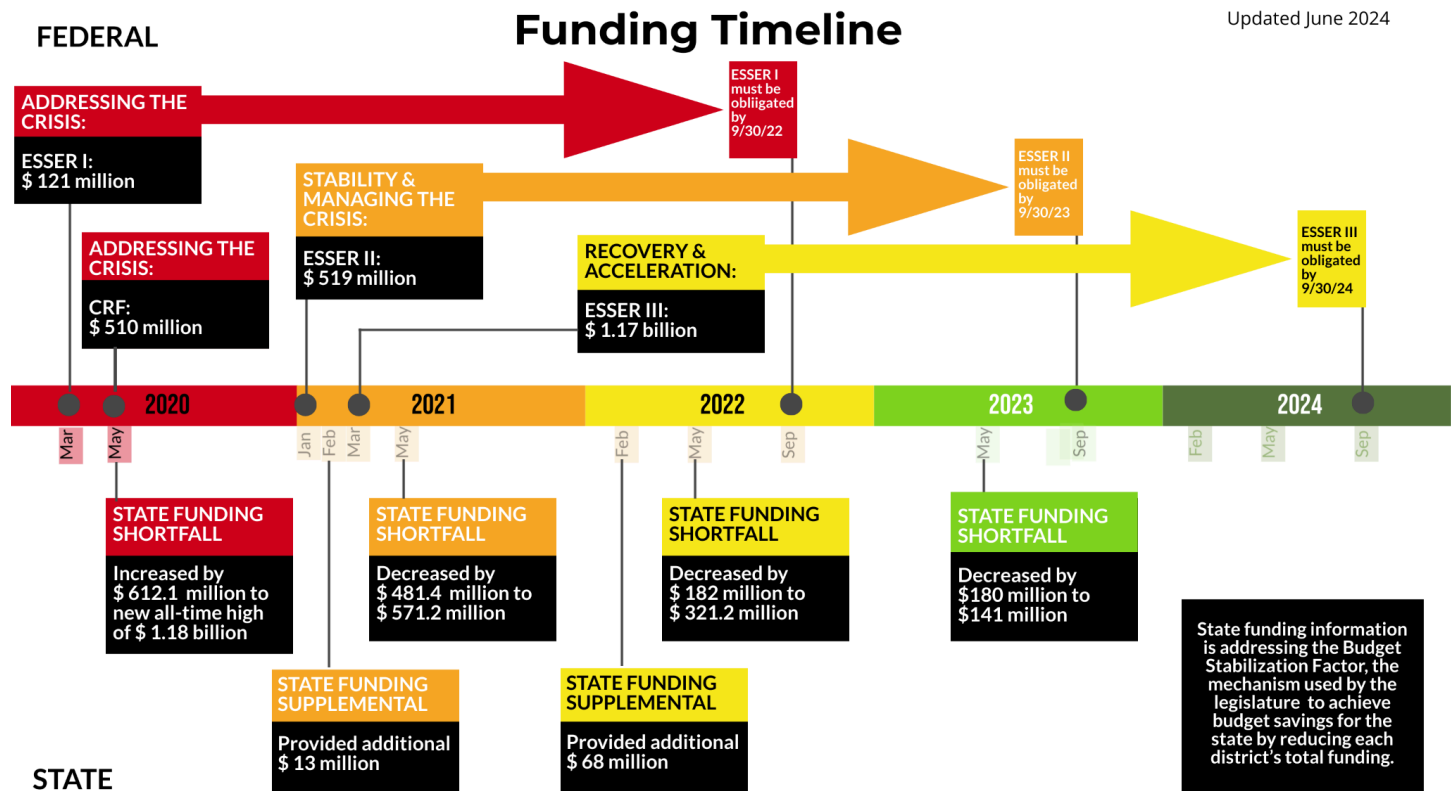 FEDERAL
Funding Timeline
Updated June 2024
ADDRESSING THE
CRISIS:
ESSER I:
$ 121 million
ESSER I
must be
obliigated
by
9/30/22
STABILITY &
MANAGING THE
CRISIS:
ESSER II:
$ 519 million
ESSER II
must be
obligated
by
9/30/23
ADDRESSING THE
CRISIS:
CRF:
$ 510 million
RECOVERY &
ACCELERATION:
ESSER III:
$ 1.17 billion
ESSER III
must be
obligated
by
9/30/24
2020
2021
2022
2023
2024
Mar
May
Jan
Feb
Mar
May
Feb
May
Sep
May
Sep
Feb
May
Sep
STATE FUNDING
SHORTFALL
Increased by
$ 612.1 million to
new all-time high
of $ 1.18 billion
STATE FUNDING
SHORTFALL
Decreased by
$ 481.4 million to
$ 571.2 million
STATE FUNDING
SHORTFALL
Decreased by
$ 182 million to
$ 321.2 million
STATE FUNDING
SHORTFALL
Decreased by
$180 million to
$141 million
STATE FUNDING
SUPPLEMENTAL
Provided additional
$ 13 million
STATE FUNDING
SUPPLEMENTAL
Provided additional
$ 68 million
State funding information
is addressing the Budget
Stabilization Factor, the
mechanism used by the
legislature to achieve
budget savings for the
state by reducing each
district's total funding.
STATE